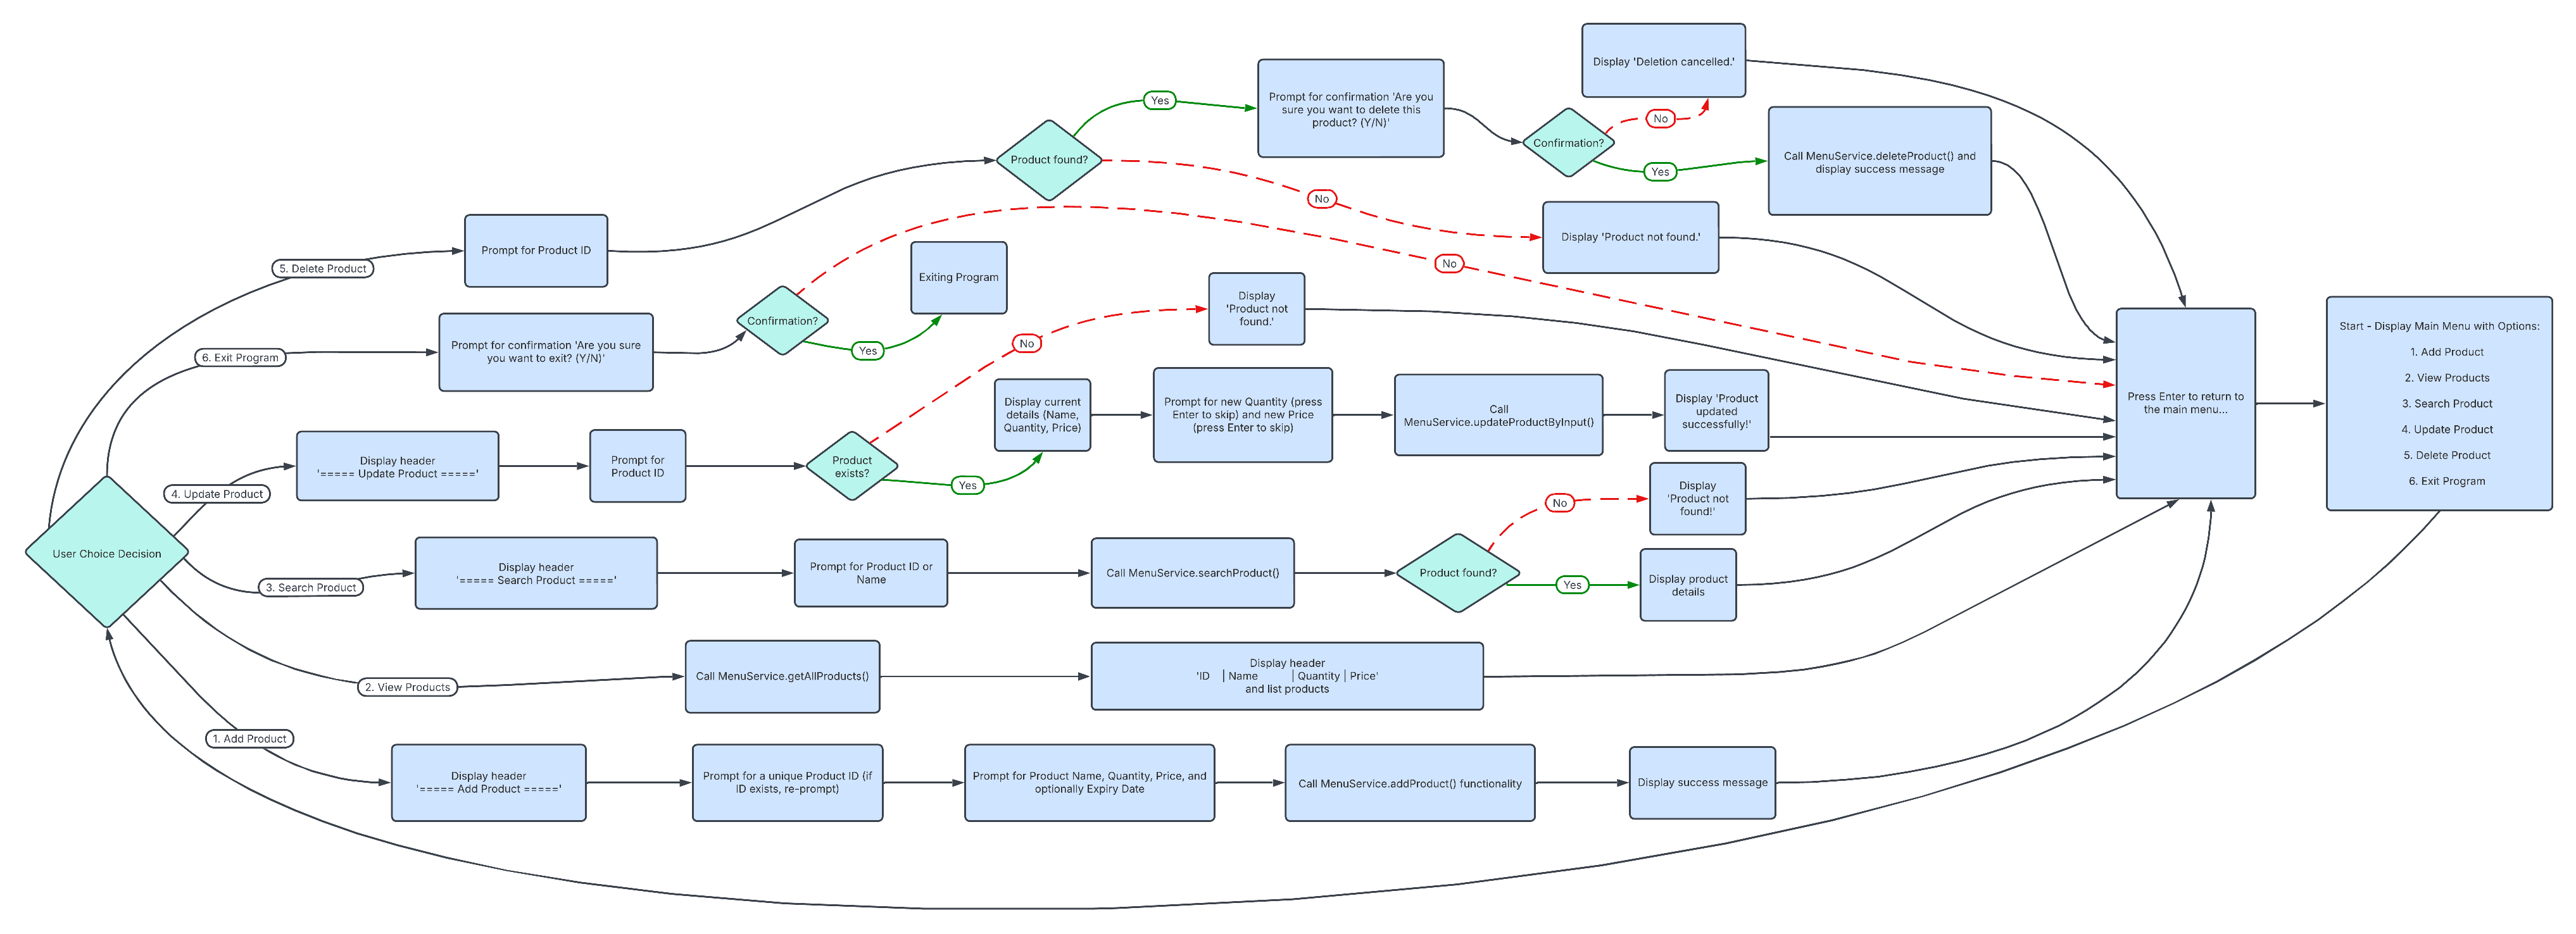 Display 'Deletion cancelled.'
Yes
Prompt for confirmation 'Are you
sure you want to delete this
product? (Y/N)'
No
Confirmation?
Product found?
Call MenuService.deleteProduct() and
display success message
Yes
No
Display 'Product not found.'
Prompt for Product ID
5. Delete Product
No
Exiting Program
Display
'Product not
found.'
Confirmation?
Prompt for confirmation 'Are you sure
you want to exit? (Y/N)'
6. Exit Program
Yes
No
Start - Display Main Menu with Options:
1. Add Product
2. View Products
3. Search Product
4. Update Product
5. Delete Product
6. Exit Program
Press Enter to return to
the main menu...
Display current
details (Name,
Quantity, Price)
Prompt for new Quantity (press
Enter to skip) and new Price
(press Enter to skip)
Call
MenuService.updateProductByInput()
Display 'Product
updated
successfully!'
Display header
'===== Update Product ====='
Prompt for
Product ID
Product
exists?
4. Update Product
Yes
No
Display
'Product not
found!'
User Choice Decision
Display header
'===== Search Product ====='
Prompt for Product ID or
Name
Call MenuService.searchProduct()
Product found?
3. Search Product
Yes
Display product
details
2. View Products
Call MenuService.getAllProducts()
Display header
'ID | Name | Quantity | Price'
and list products
1. Add Product
Display header
'===== Add Product ====='
Prompt for a unique Product ID (if
ID exists, re-prompt)
Prompt for Product Name, Quantity, Price, and
optionally Expiry Date
Call MenuService.addProduct() functionality
Display success message